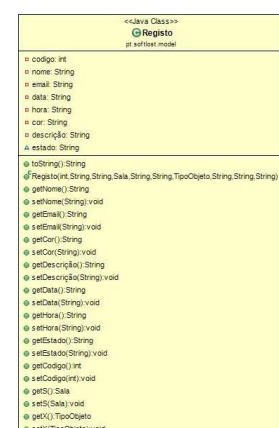 <<Java Class>>
Registo
pt.softlost.model
codigo: int
nome: String
email: String
data: String
hora: String
cor: String
descrição: String
estado: String
toString():String
Registo(int,String,String,Sala,String,String,TipoObjeto,String,String,String)
getNome():String
setNome(String):void
getEmail():String
setEmail(String):void
getCor():String
setCor(String):void
getDescrição():String
setDescrição(String):void
getData():String
setData(String):void
getHora():String
setHora(String):void
getEstado():String
setEstado(String):void
getCodigo():int
setCodigo(int):void
getS():Sala
setS(Sala):void
getX():TipoObjeto
setX(TipoObjeto):void